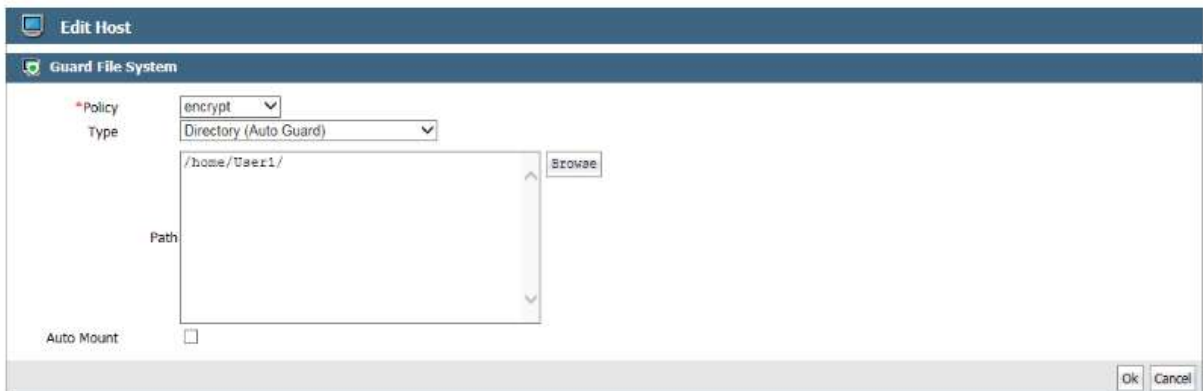 Edit Host
Guard File System
*Policy encrypt
Type Directory (Auto Guard)
/home/User1/ Browse
Path
Auto Mount
Ok Cancel